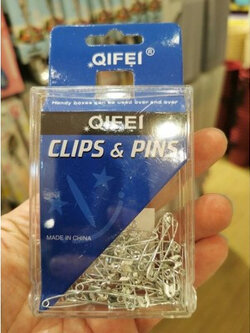 QIFEI®
Handy boxes can be used over and over
QIFEI
CLIPS & PINS
MADE IN CHINA